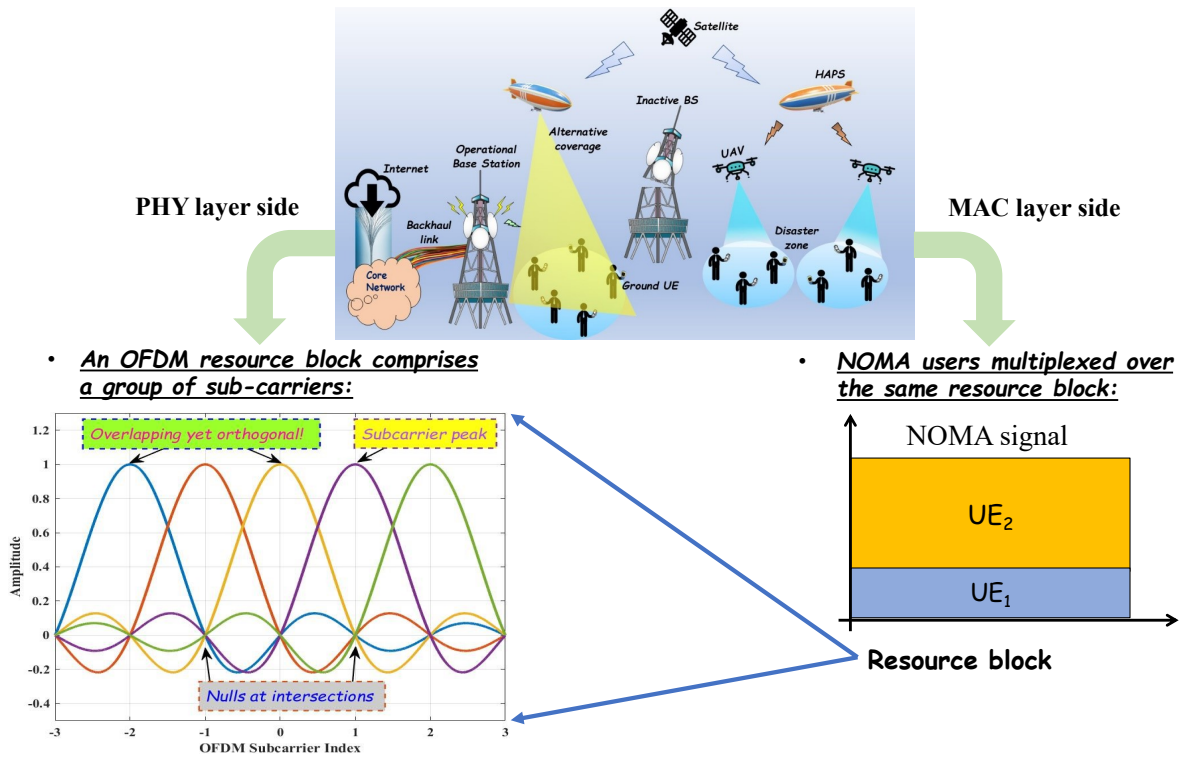 Satellite
HAPS
Inactive BS
Alternative
coverage
Operational
Base Station
UAV
Internet
PHY layer side
MAC layer side
Backhaul
link
Disaster
zone
Core
Network
Ground UE
• An OFDM resource block comprises
a group of sub-carriers:
• NOMA users multiplexed over
the same resource block:
Overlapping yet orthogonal!
Subcarrier peak
Nulls at intersections
1.2
1
0.8
0.6
0.4
0.2
0
-0.2
-0.4
Amplitude
-3 -2 -1 0 1 2 3
OFDM Subcarrier Index
NOMA signal
UE2
UE1
Resource block